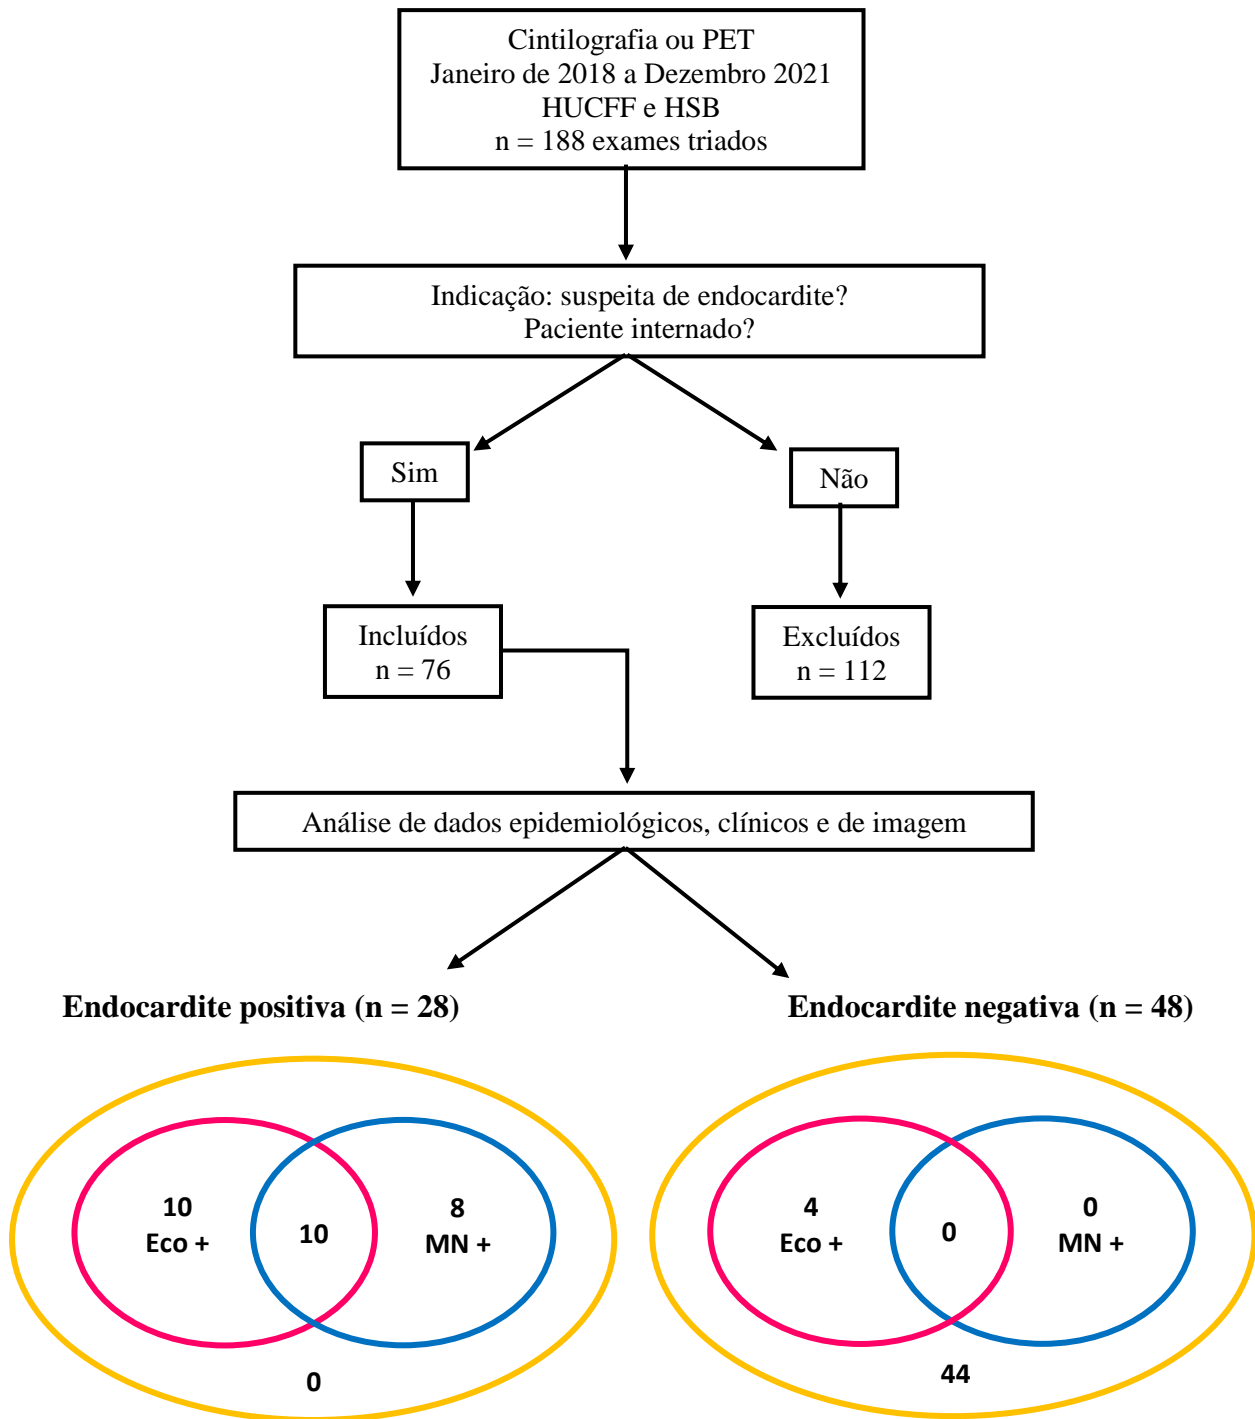 Cintilografia ou PET
Janeiro de 2018 a Dezembro 2021
HUCFF e HSB
n = 188 exames triados
Indicação: suspeita de endocardite?
Paciente internado?
Sim
Não
Incluídos
n = 76
Excluídos
n = 112
Análise de dados epidemiológicos, clínicos e de imagem
Endocardite positiva (n = 28)
Endocardite negativa (n = 48)
10
Eco +
10
8
MN +
0
4
Eco +
0
0
MN +
44